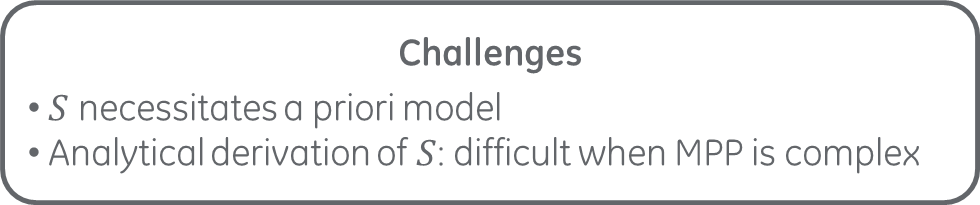 Challenges
• S necessitates a priori model
• Analytical derivation of S: difficult when MPP is complex